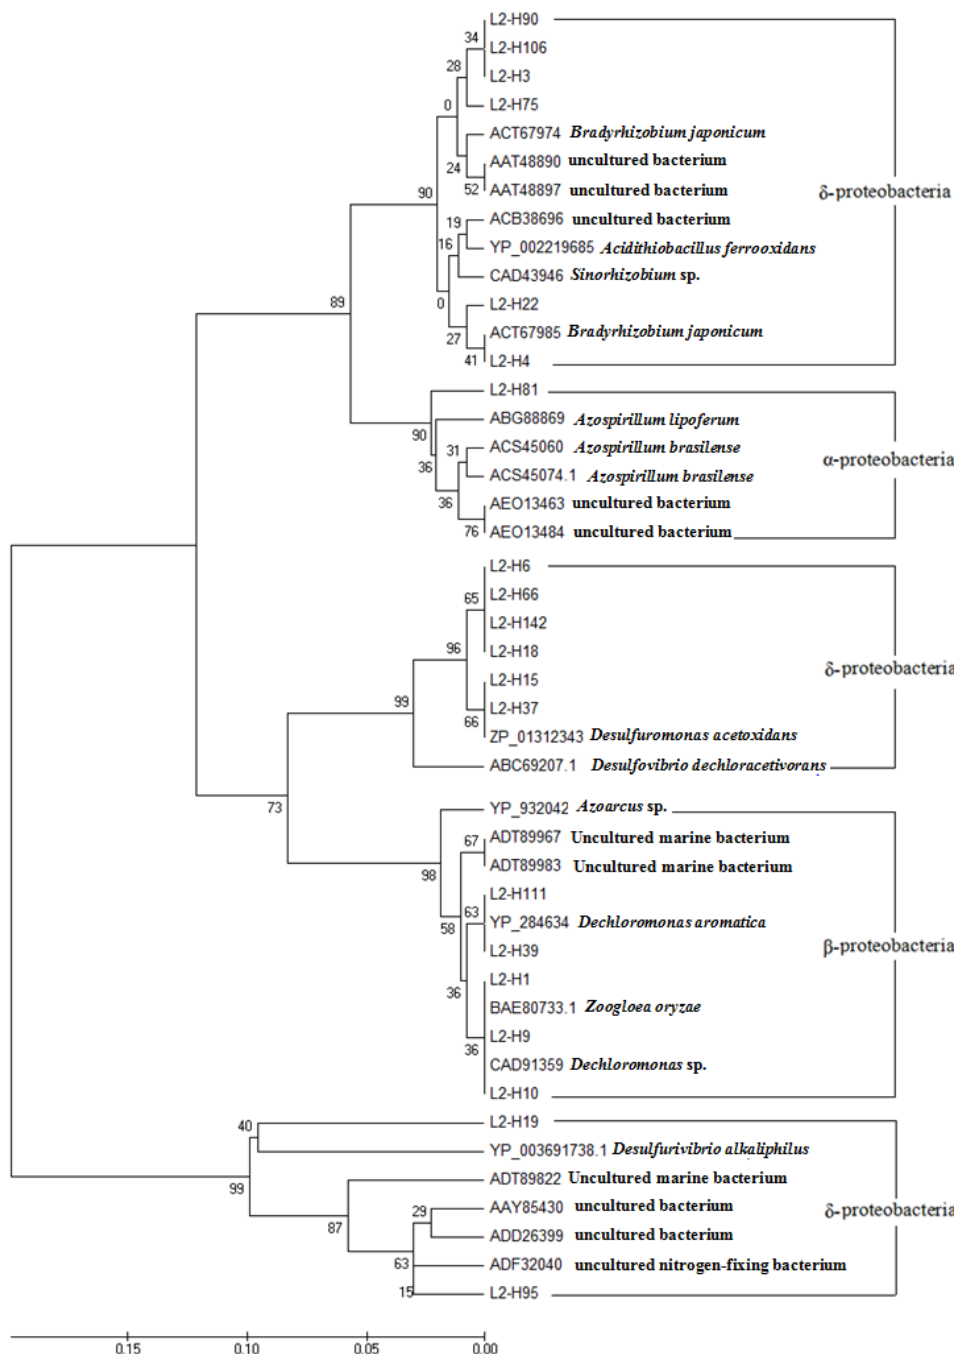 L2-H90
34
L2-H106
28
L2-H3
0
L2-H75
ACT67974 Bradyrhizobium japonicum
24
AAT48890 uncultured bacterium
52
AAT48897 uncultured bacterium
90
δ-proteobacteria
19
ACB38696 uncultured bacterium
16
YP_002219685 Acidithiobacillus ferrooxidans
CAD43946 Sinorhizobium sp.
89
0
L2-H22
27
ACT67985 Bradyrhizobium japonicum
41
L2-H4
L2-H81
90
ABG88869 Azospirillum lipoferum
31
ACS45060 Azospirillum brasilense
α-proteobacteria
36
ACS45074.1 Azospirillum brasilense
36
AEO13463 uncultured bacterium
76
AEO13484 uncultured bacterium
L2-H6
65
L2-H66
L2-H142
96
L2-H18
δ-proteobacteria
99
L2-H15
L2-H37
66
ZP_01312343 Desulfuromonas acetoxidans
ABC69207.1 Desulfovibrio dechloracetivorans
73
YP_932042 Azoarcus sp.
67
ADT89967 Uncultured marine bacterium
98
ADT89983 Uncultured marine bacterium
L2-H111
63
58
YP_284634 Dechloromonas aromatica
L2-H39
β-proteobacteria
36
L2-H1
BAE80733.1 Zoogloea oryzae
L2-H9
36
CAD91359 Dechloromonas sp.
L2-H10
40
L2-H19
YP_003691738.1 Desulfurivibrio alkaliphilus
99
ADT89822 Uncultured marine bacterium
87
29
AAY85430 uncultured bacterium
δ-proteobacteria
ADD26399 uncultured bacterium
63
ADF32040 uncultured nitrogen-fixing bacterium
15
L2-H95
0.15 0.10 0.05 0.00